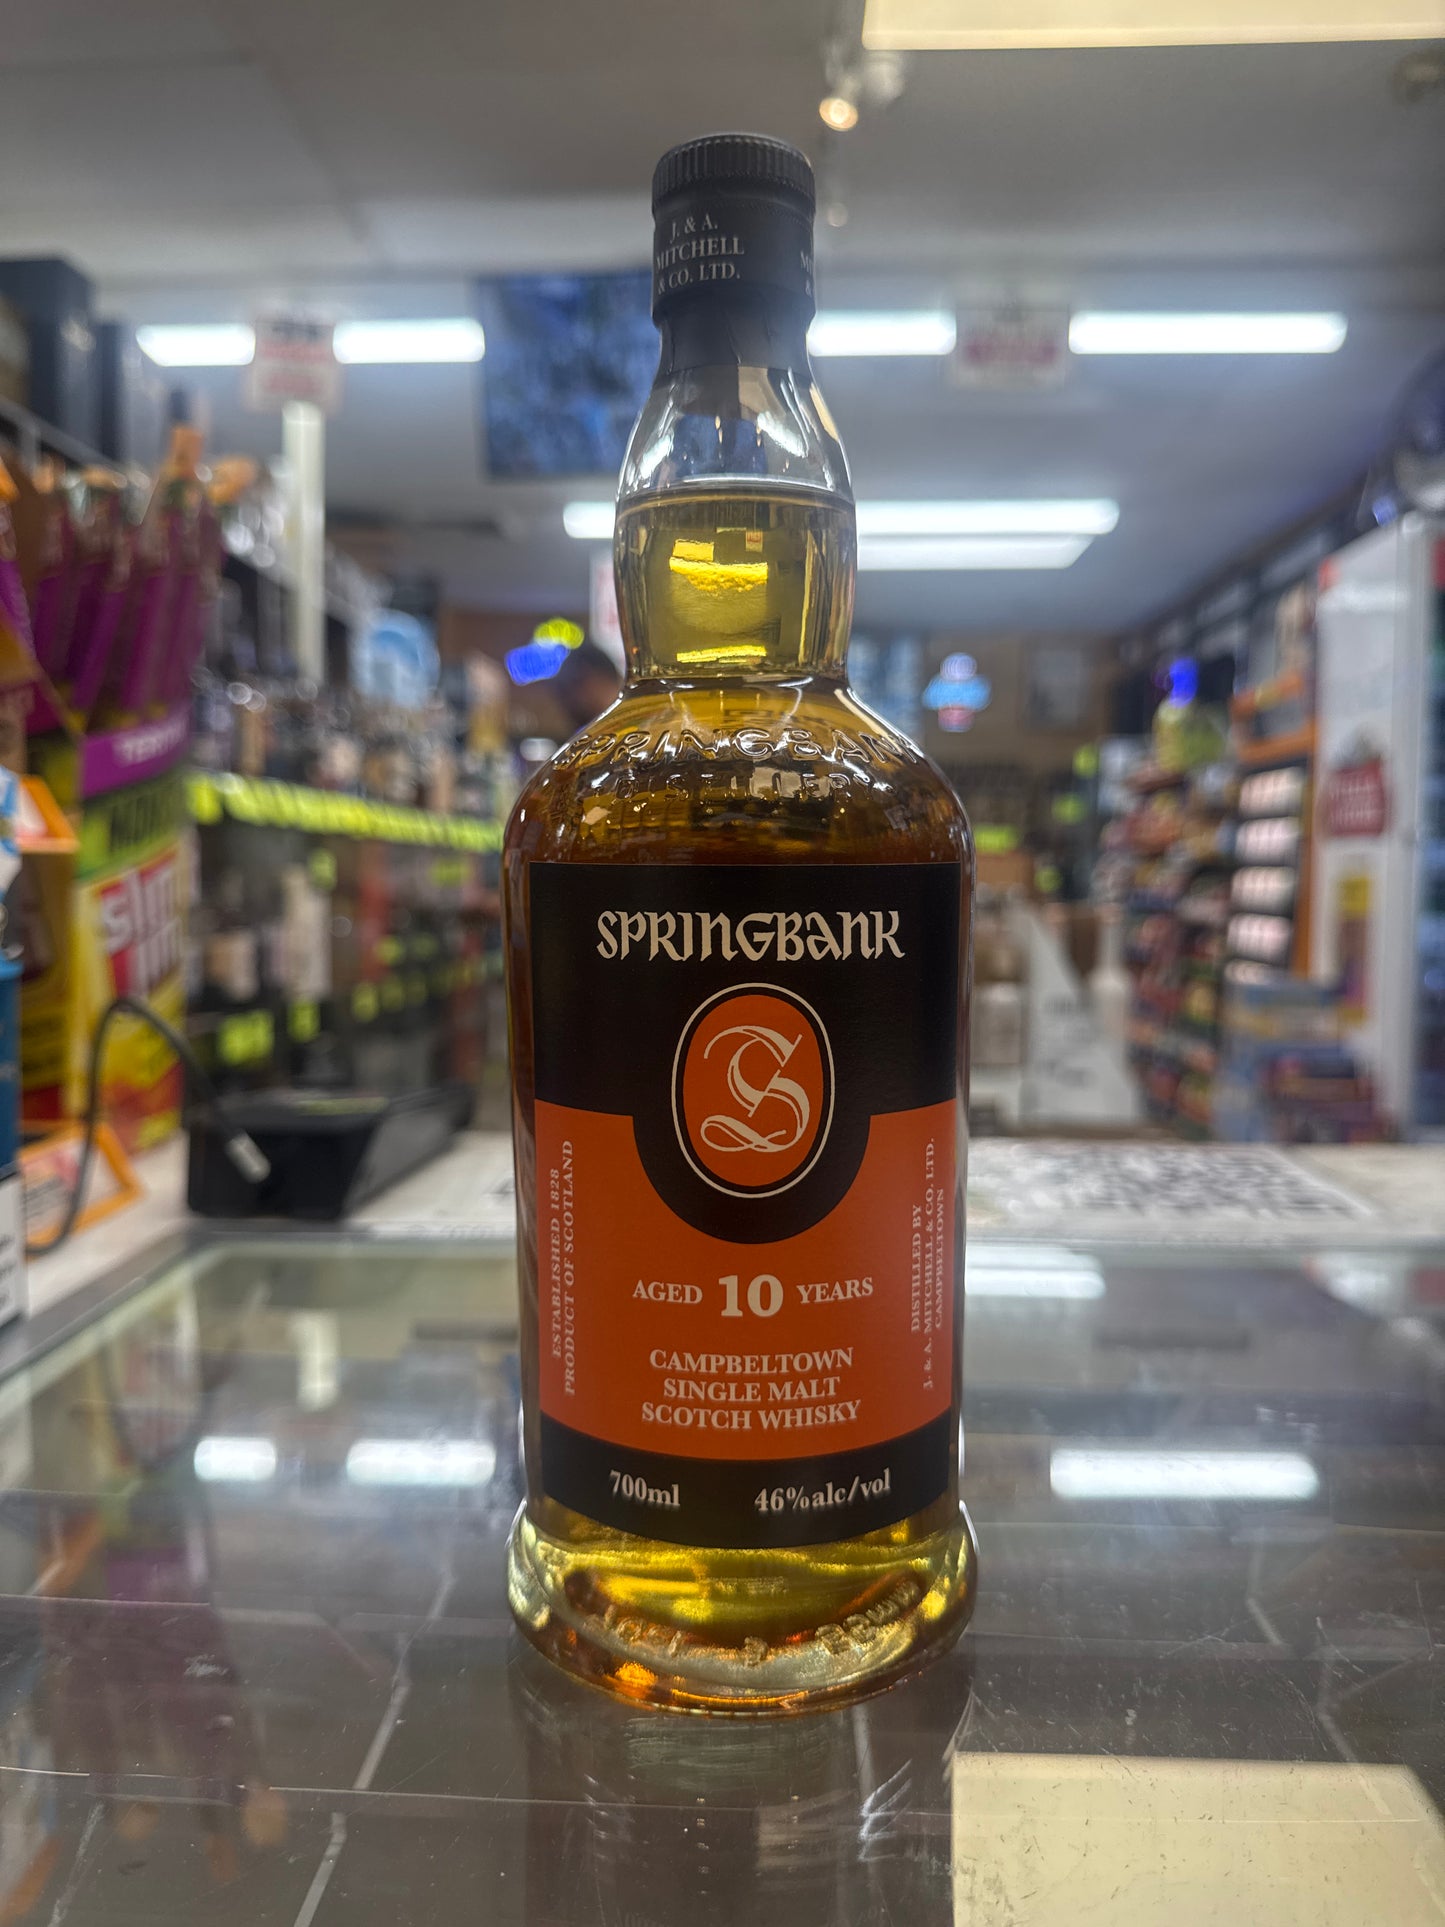 J. & A.
MITCHELL
& CO. LTD.
SPRINGBANK
SPRINGBANK
S
ESTABLISHED 1828
PRODUCT OF SCOTLAND
DISTILLED BY
J. & A. MITCHELL & CO. LTD.
CAMPBELTOWN
AGED 10 YEARS
CAMPBELTOWN
SINGLE MALT
SCOTCH WHISKY
700ml 46%alc/vol